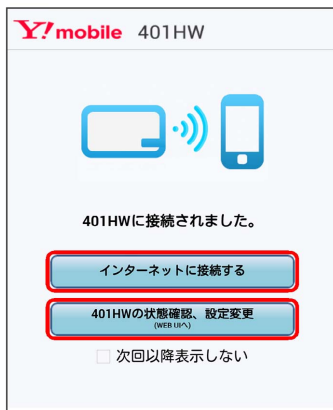 Y!mobile 401HW
401HWに接続されました。
インターネットに接続する
401HWの状態確認、設定変更
(WEB UIへ)
次回以降表示しない